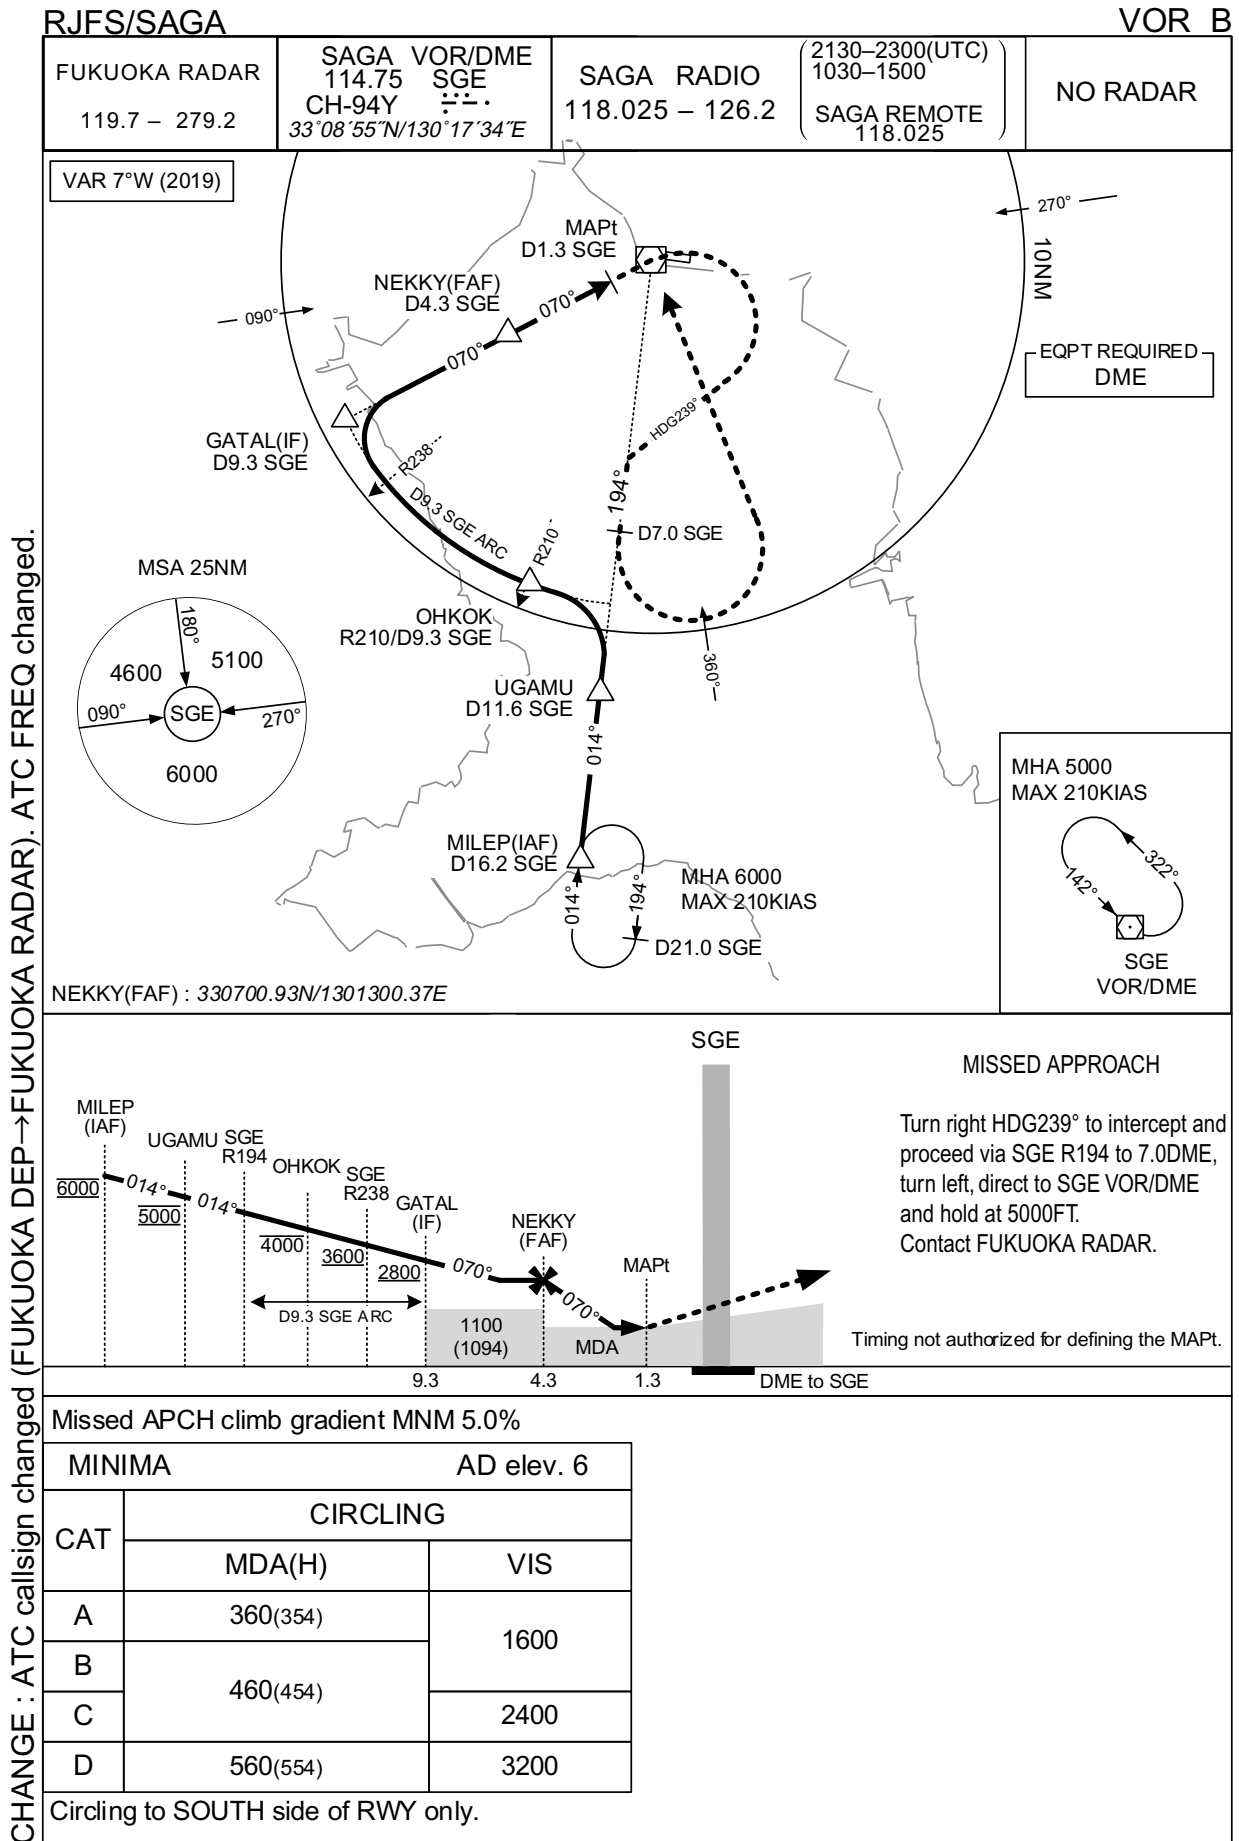 RJFS/SAGA
VOR B
FUKUOKA RADAR
119.7 – 279.2
SAGA VOR/DME
114.75 SGE
CH-94Y
33°08′55″N/130°17′34″E
SAGA RADIO
118.025 – 126.2
2130–2300(UTC)
1030–1500
SAGA REMOTE
118.025
NO RADAR
VAR 7°W (2019)
270°
10NM
MAPt
D1.3 SGE
NEKKY(FAF)
D4.3 SGE
070°
090°
070°
EQPT REQUIRED
DME
HDG239°
GATAL(IF)
D9.3 SGE
R238
D9.3 SGE ARC
194°
D7.0 SGE
R210
MSA 25NM
180°
4600
5100
090°
SGE
270°
6000
OHKOK
R210/D9.3 SGE
360°
UGAMU
D11.6 SGE
014°
MILEP(IAF)
D16.2 SGE
014°
194°
MHA 6000
MAX 210KIAS
D21.0 SGE
MHA 5000
MAX 210KIAS
322°
142°
SGE
VOR/DME
NEKKY(FAF) : 330700.93N/1301300.37E
SGE
MILEP
(IAF)
UGAMU
SGE
R194
OHKOK
SGE
R238
GATAL
(IF)
NEKKY
(FAF)
MAPt
6000
014°
5000
014°
4000
3600
2800
070°
070°
D9.3 SGE ARC
1100
(1094)
MDA
9.3
4.3
1.3
DME to SGE
MISSED APPROACH
Turn right HDG239° to intercept and
proceed via SGE R194 to 7.0DME,
turn left, direct to SGE VOR/DME
and hold at 5000FT.
Contact FUKUOKA RADAR.
Timing not authorized for defining the MAPt.
Missed APCH climb gradient MNM 5.0%
MINIMA
AD elev. 6
CAT
CIRCLING
MDA(H)
VIS
A
360(354)
1600
B
460(454)
C
2400
D
560(554)
3200
Circling to SOUTH side of RWY only.
CHANGE : ATC callsign changed (FUKUOKA DEP→FUKUOKA RADAR). ATC FREQ changed.